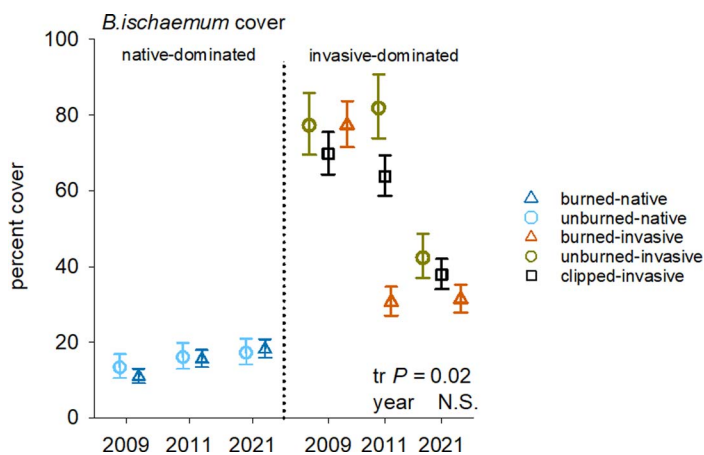 B.ischaemum cover
native-dominated
invasive-dominated
percent cover
100
80
60
40
20
0
2009 2011 2021 2009 2011 2021
tr P = 0.02
year N.S.
burned-native
unburned-native
burned-invasive
unburned-invasive
clipped-invasive